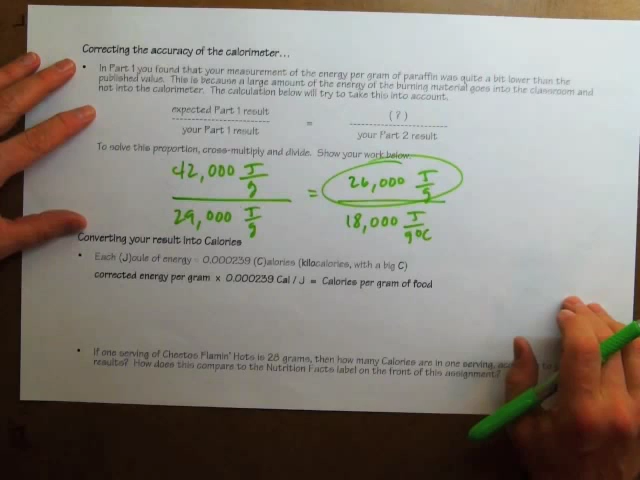 Correcting the accuracy of the calorimeter...
• In Part 1 you found that your measurement of the energy per gram of paraffin was quite a bit lower than the
published value. This is because a large amount of the energy of the burning material goes into the classroom and
not into the calorimeter. The calculation below will try to take this into account.
expected Part 1 result (?)
= 
your Part 1 result your Part 2 result
To solve this proportion, cross-multiply and divide. Show your work below.
42,000 J/g = 26,000 J/g
29,000 J/g 18,000 J/g°C
Converting your result into Calories
• Each (J)oule of energy = 0.000239 (C)alories (kilocalories, with a big C)
corrected energy per gram × 0.000239 Cal / J = Calories per gram of food
• If one serving of Cheetos Flamin' Hots is 28 grams, then how many Calories are in one serving,
results? How does this compare to the Nutrition Facts label on the front of this assignment?